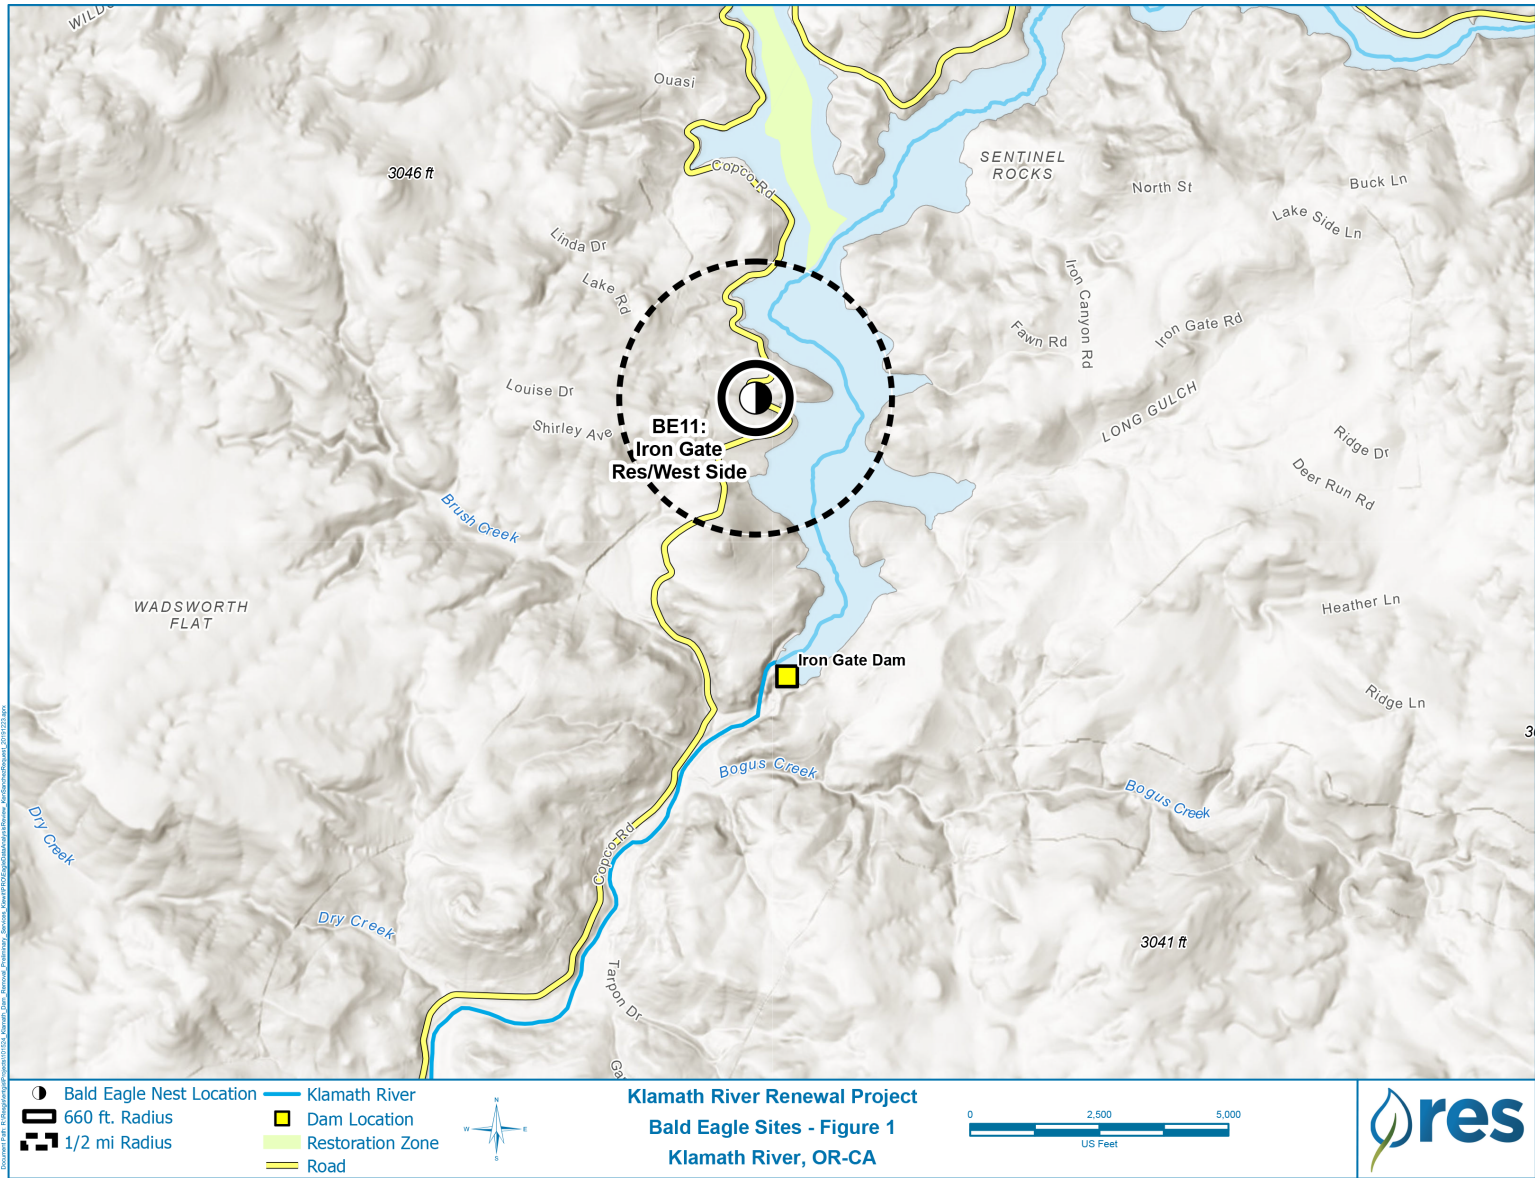 Ouasi
3046 ft
Copco Rd
SENTINEL
ROCKS
North St
Buck Ln
Lake Side Ln
Linda Dr
Lake Rd
Iron Canyon Rd
Fawn Rd
Iron Gate Rd
Louise Dr
Shirley Ave
LONG GULCH
BE11:
Iron Gate
Res/West Side
Ridge Dr
Deer Run Rd
Brush Creek
WADSWORTH
FLAT
Heather Ln
Iron Gate Dam
Ridge Ln
Bogus Creek
Bogus Creek
Dry Creek
Copco Rd
Dry Creek
3041 ft
Tarpon Dr
Bald Eagle Nest Location
660 ft. Radius
1/2 mi Radius
Klamath River
Dam Location
Restoration Zone
Road
N
W
E
S
Klamath River Renewal Project
Bald Eagle Sites - Figure 1
Klamath River, OR-CA
0
2,500
5,000
US Feet
res